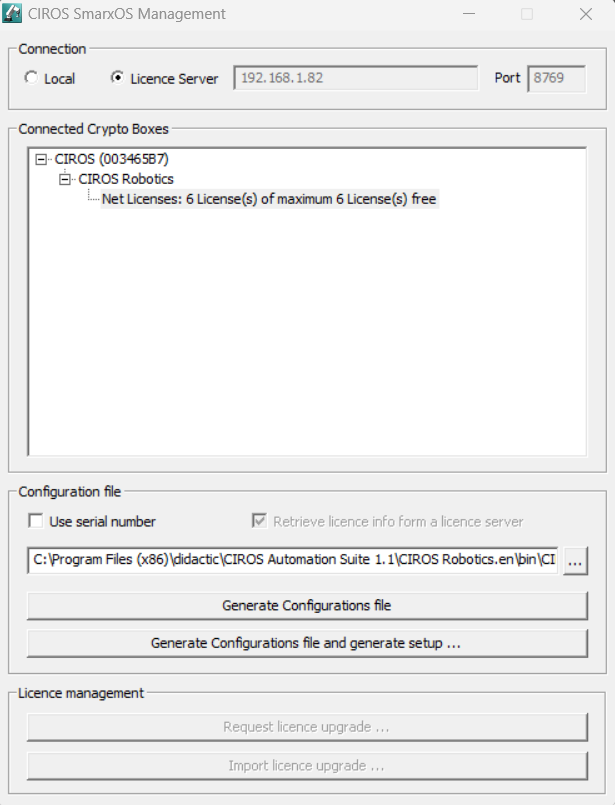 CIROS SmarxOS Management
Connection
Local
Licence Server
192.168.1.82
Port
8769
Connected Crypto Boxes
CIROS (003465B7)
CIROS Robotics
Net Licenses: 6 License(s) of maximum 6 License(s) free
Configuration file
Use serial number
Retrieve licence info form a licence server
C:\Program Files (x86)\didactic\CIROS Automation Suite 1.1\CIROS Robotics.en\bin\CI
...
Generate Configurations file
Generate Configurations file and generate setup ...
Licence management
Request licence upgrade ...
Import licence upgrade ...